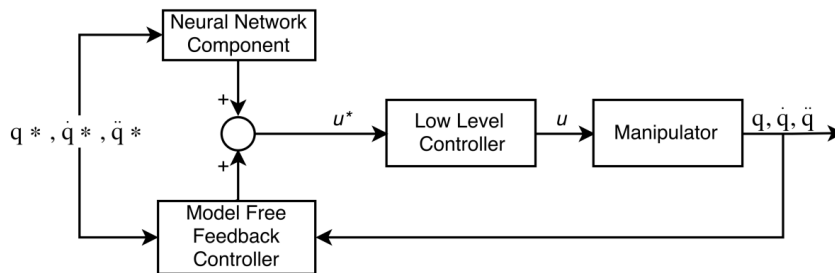 Neural Network
Component
+
q * , q̇ * , q̈ *
u*
Low Level
Controller
u
Manipulator
q, q̇, q̈
+
Model Free
Feedback
Controller